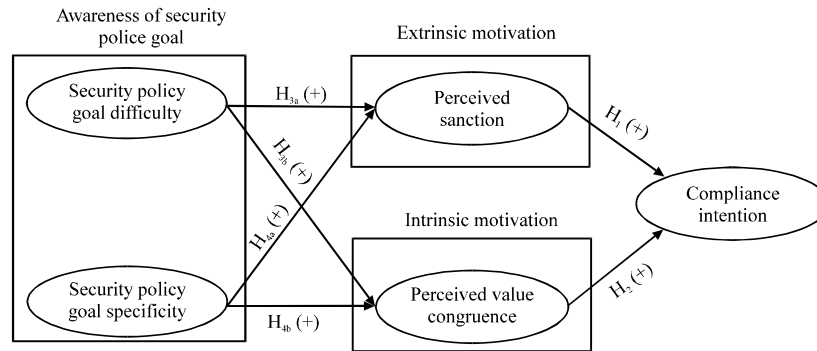 Awareness of security
police goal
Extrinsic motivation
Security policy
goal difficulty
H3a (+)
Perceived
sanction
H1 (+)
H3b (+)
Compliance
intention
H4a (+)
Intrinsic motivation
Security policy
goal specificity
H4b (+)
Perceived value
congruence
H2 (+)